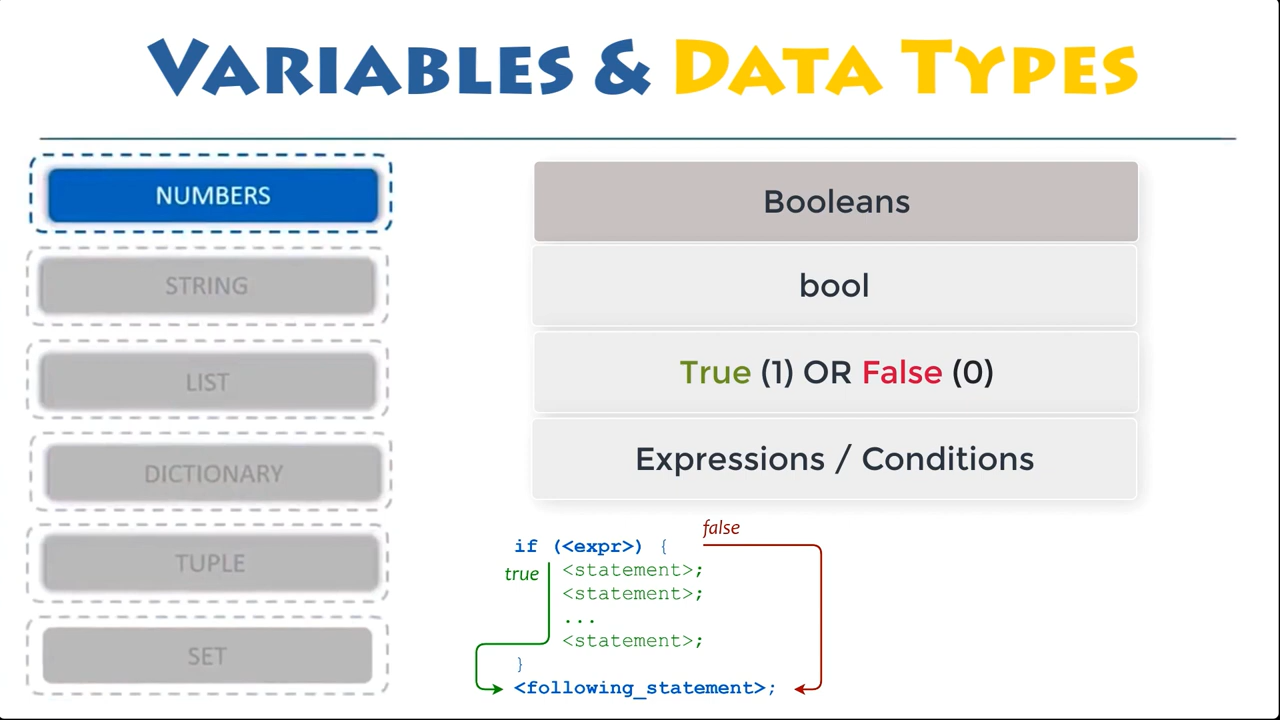 VARIABLES & DATA TYPES
NUMBERS
STRING
LIST
DICTIONARY
TUPLE
SET
Booleans
bool
True (1) OR False (0)
Expressions / Conditions
false
if (<expr>) {
true
<statement>;
<statement>;
...
<statement>;
}
<following_statement>;